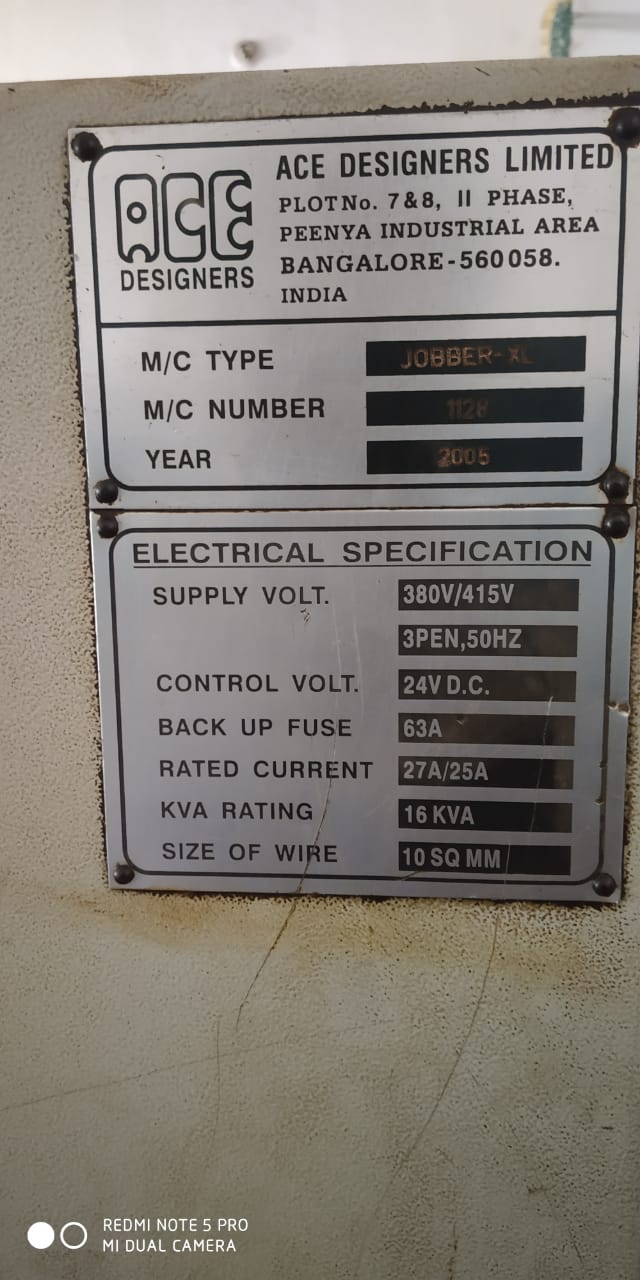 ACE DESIGNERS LIMITED
PLOT No. 7 & 8, II PHASE,
PEENYA INDUSTRIAL AREA
BANGALORE - 560 058.
INDIA
ACE
DESIGNERS
M/C TYPE JOBBER-XL
M/C NUMBER 1128
YEAR 2005
ELECTRICAL SPECIFICATION
SUPPLY VOLT. 380V/415V
3PEN,50HZ
CONTROL VOLT. 24V D.C.
BACK UP FUSE 63A
RATED CURRENT 27A/25A
KVA RATING 16 KVA
SIZE OF WIRE 10 SQ MM
REDMI NOTE 5 PRO
MI DUAL CAMERA